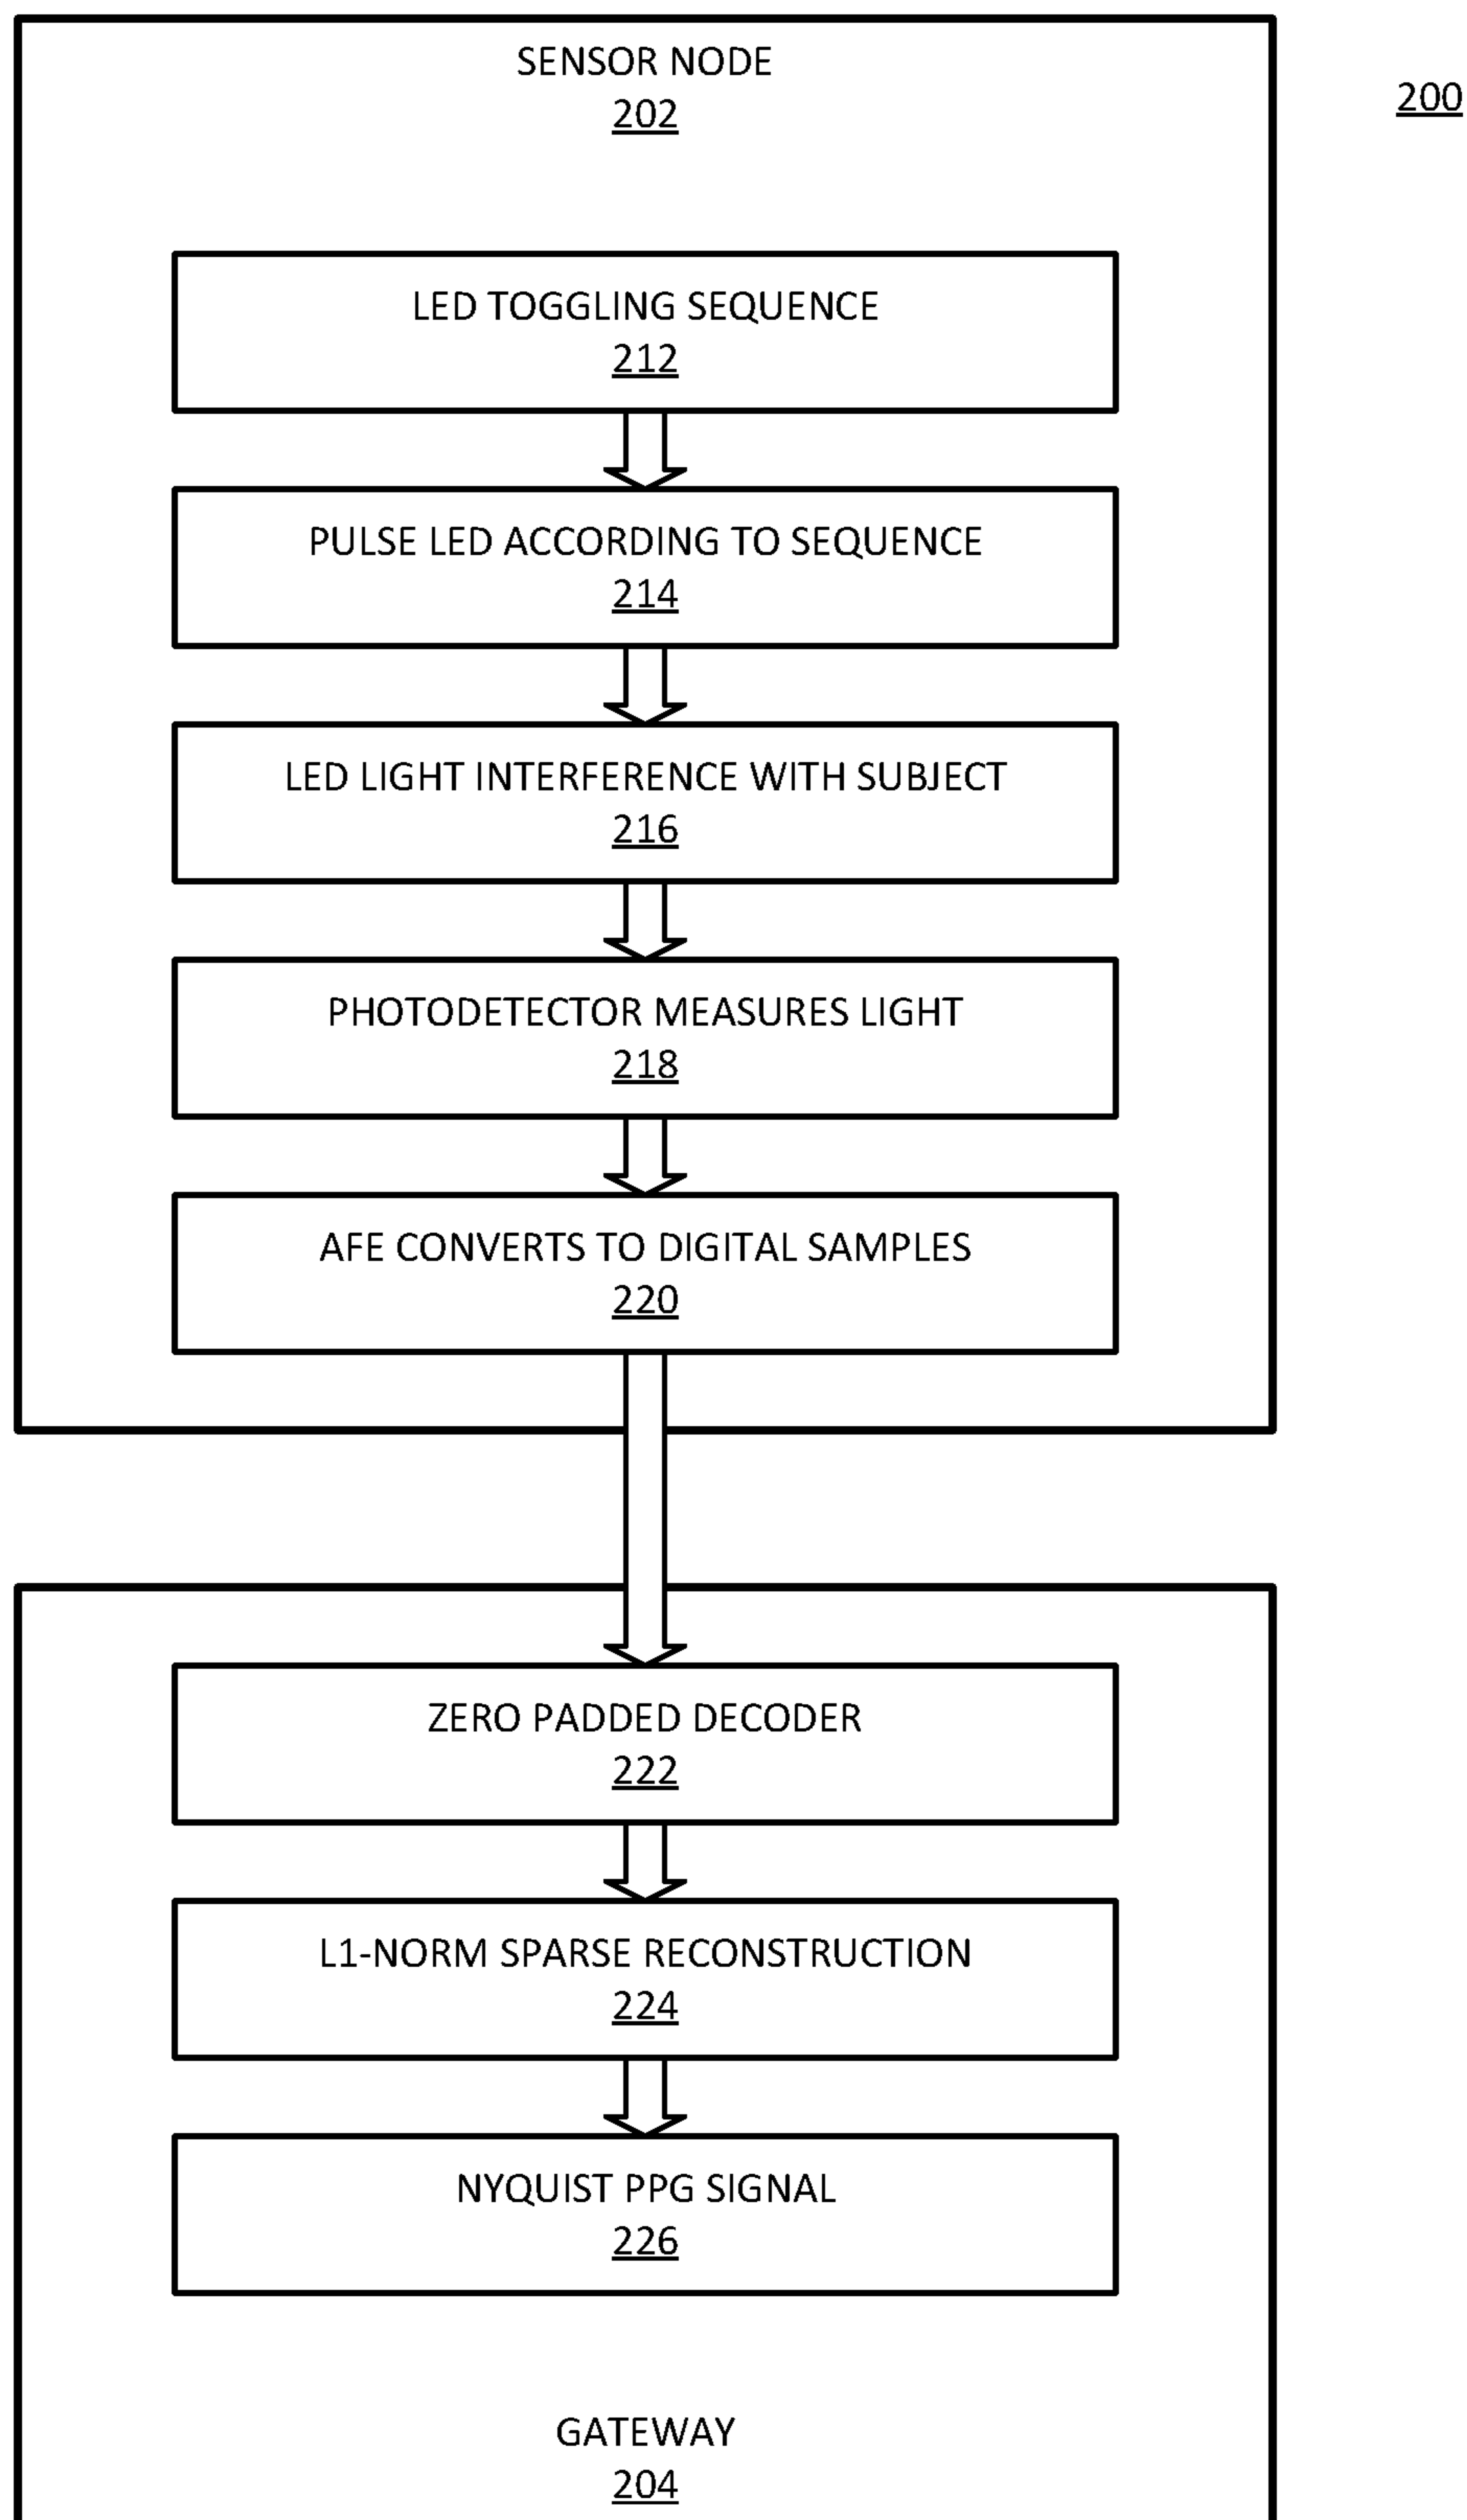 SENSOR NODE
202
200
LED TOGGLING SEQUENCE
212
PULSE LED ACCORDING TO SEQUENCE
214
LED LIGHT INTERFERENCE WITH SUBJECT
216
PHOTODETECTOR MEASURES LIGHT
218
AFE CONVERTS TO DIGITAL SAMPLES
220
ZERO PADDED DECODER
222
L1-NORM SPARSE RECONSTRUCTION
224
NYQUIST PPG SIGNAL
226
GATEWAY
204